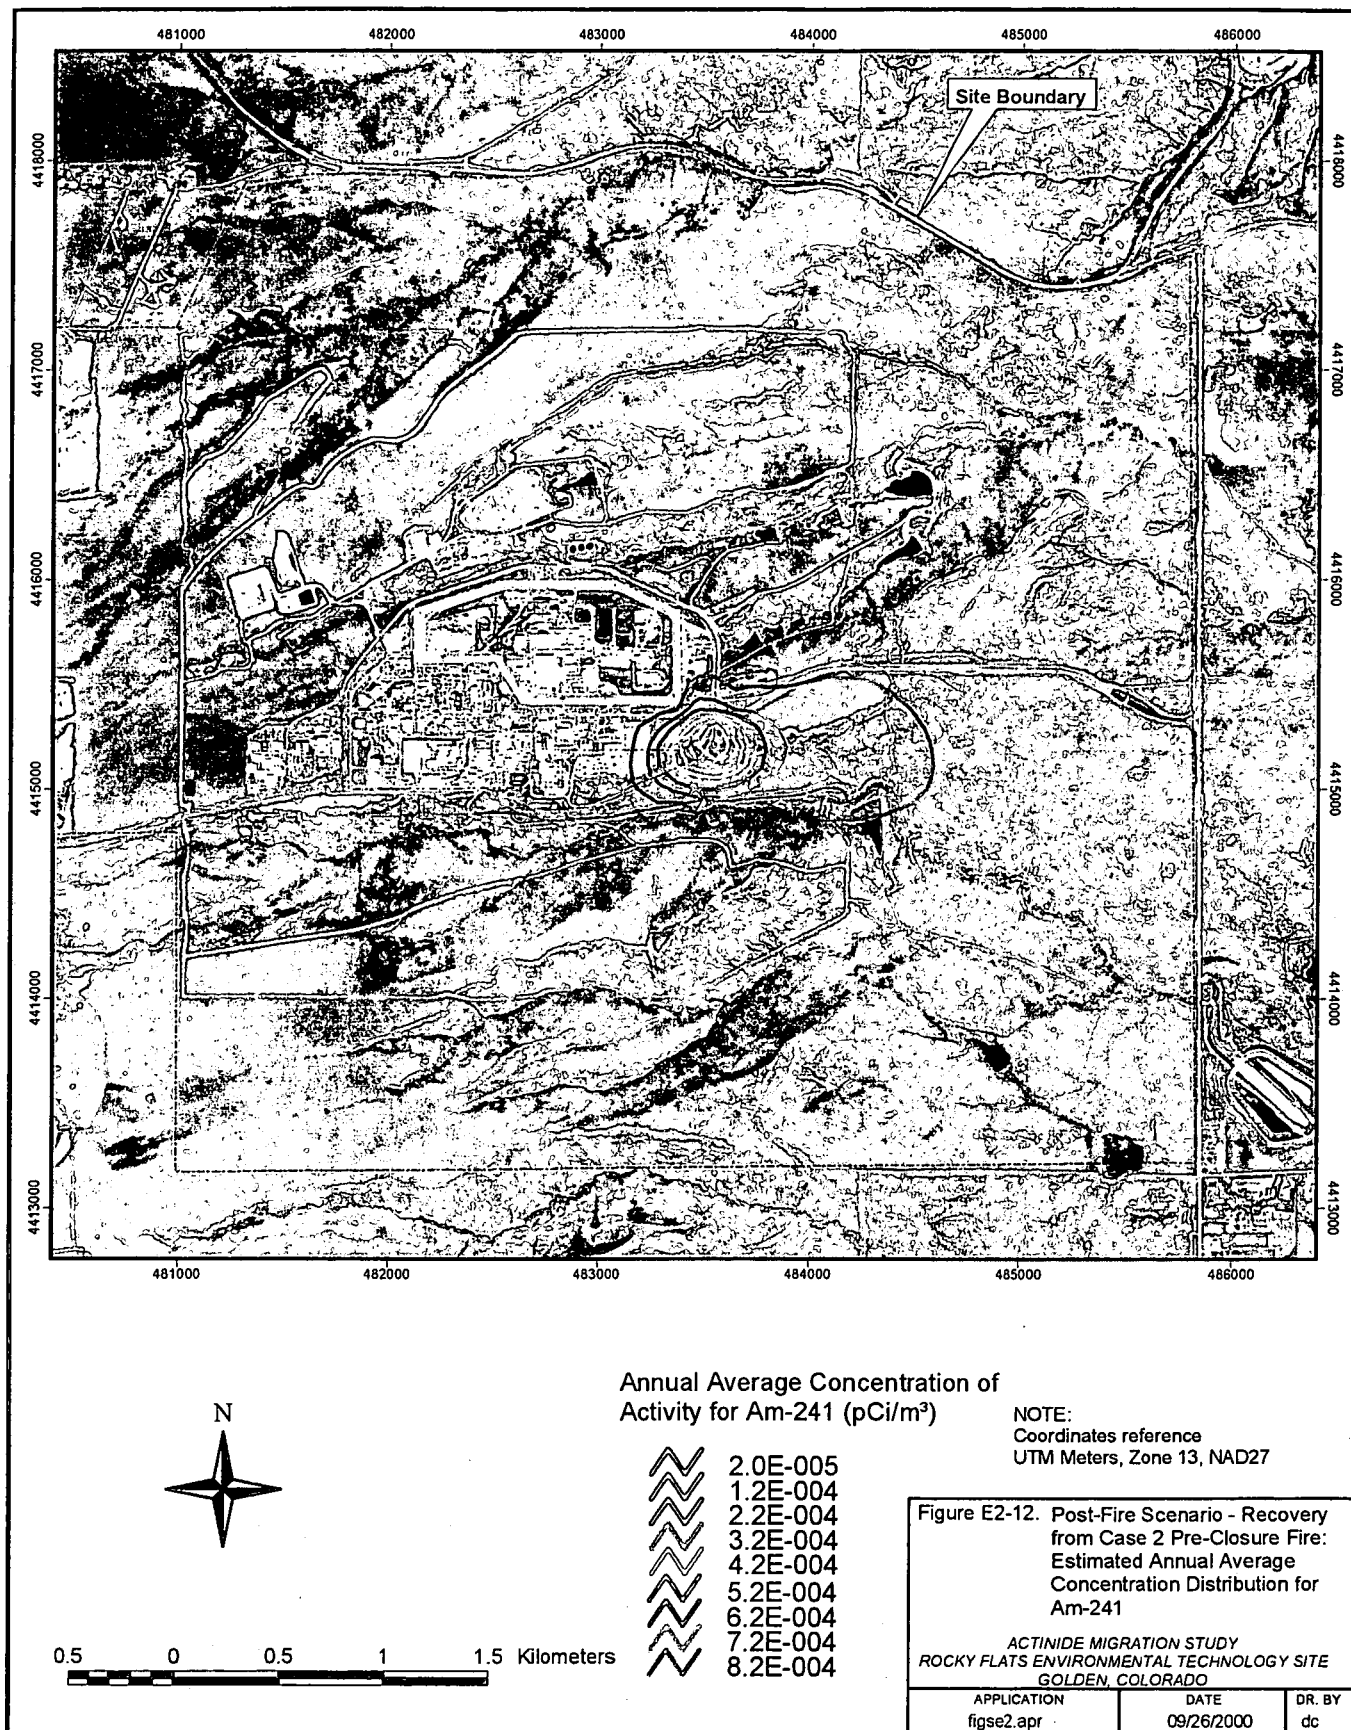 481000 482000 483000 484000 485000 486000
Site Boundary
4418000 4418000
4417000 4417000
4416000 4416000
4415000 4415000
4414000 4414000
4413000 4413000
481000 482000 483000 484000 485000 486000
Annual Average Concentration of
Activity for Am-241 (pCi/m³)
2.0E-005
1.2E-004
2.2E-004
3.2E-004
4.2E-004
5.2E-004
6.2E-004
7.2E-004
8.2E-004
NOTE:
Coordinates reference
UTM Meters, Zone 13, NAD27
N
0.5 0 0.5 1 1.5 Kilometers
Figure E2-12. Post-Fire Scenario - Recovery
from Case 2 Pre-Closure Fire:
Estimated Annual Average
Concentration Distribution for
Am-241
ACTINIDE MIGRATION STUDY
ROCKY FLATS ENVIRONMENTAL TECHNOLOGY SITE
GOLDEN, COLORADO
APPLICATION DATE DR. BY
figse2.apr 09/26/2000 dc